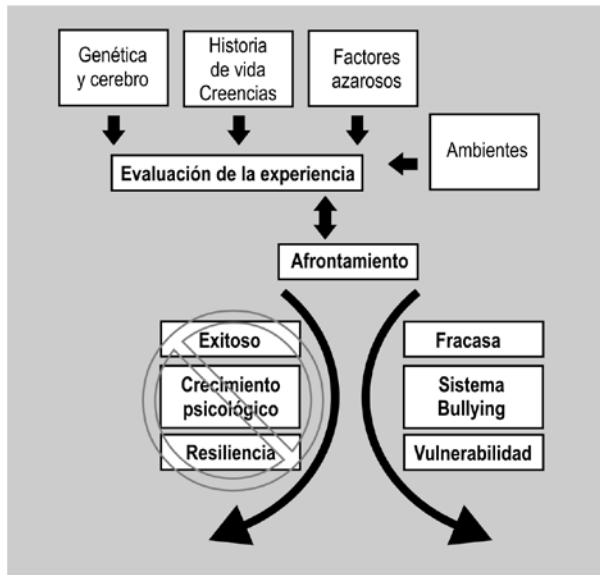 Genética
y cerebro
Historia
de vida
Creencias
Factores
azarosos
Ambientes
Evaluación de la experiencia
Afrontamiento
Exitoso
Crecimiento
psicológico
Resiliencia
Fracasa
Sistema
Bullying
Vulnerabilidad